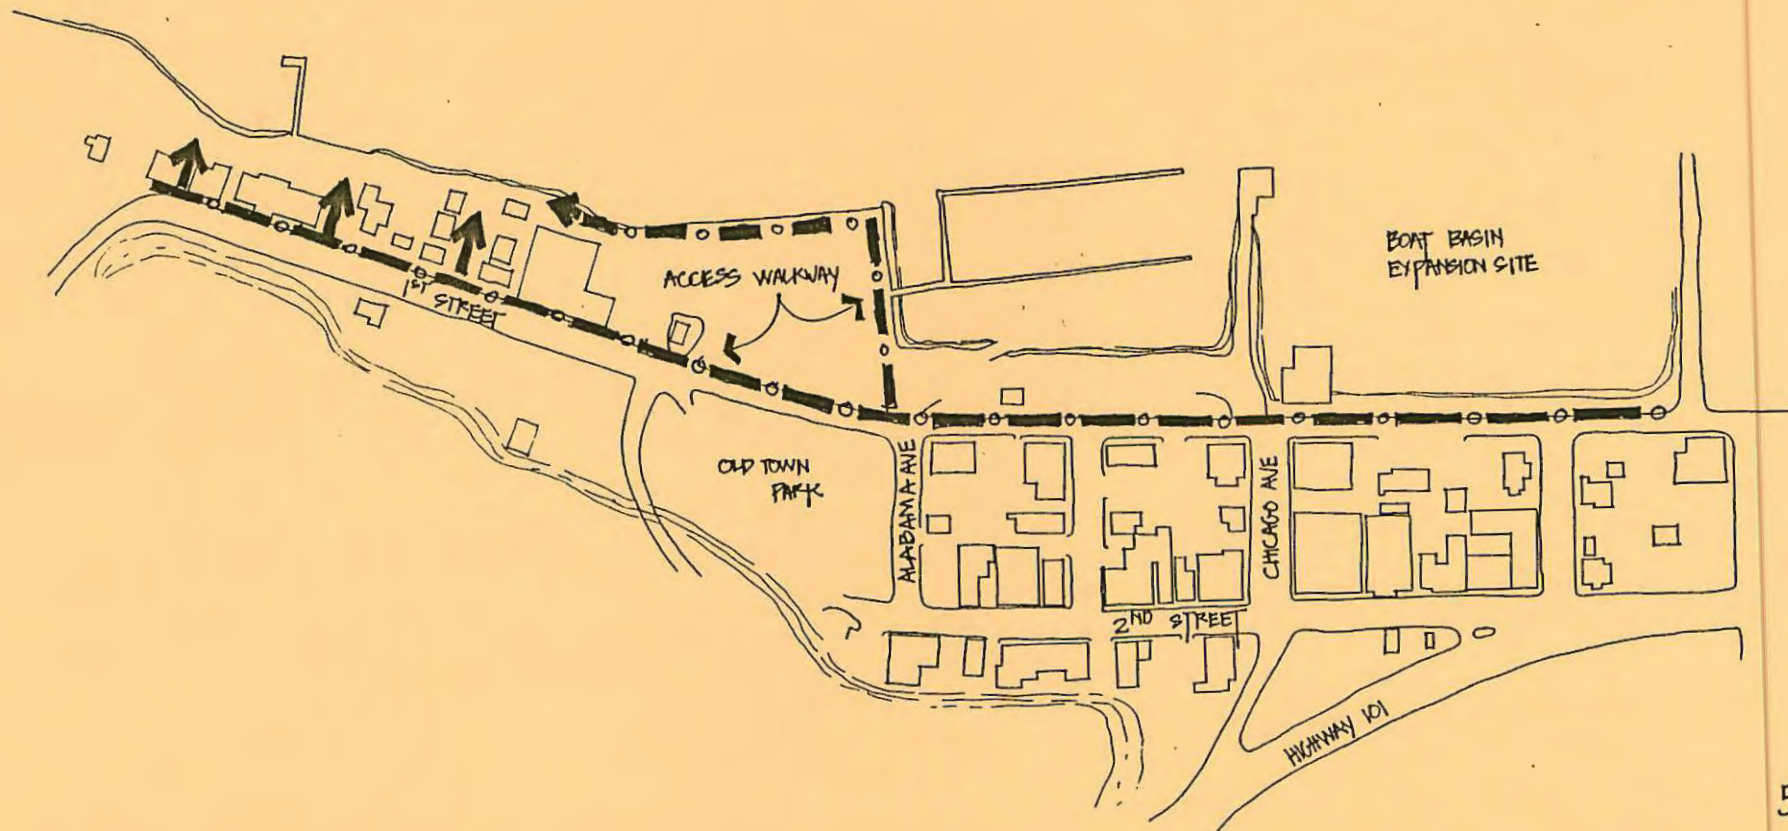 BOAT BASIN
EXPANSION SITE
ACCESS WALKWAY
1ST STREET
OLD TOWN
PARK
ALABAMA AVE
CHICAGO AVE
2ND STREET
HIGHWAY 101
5